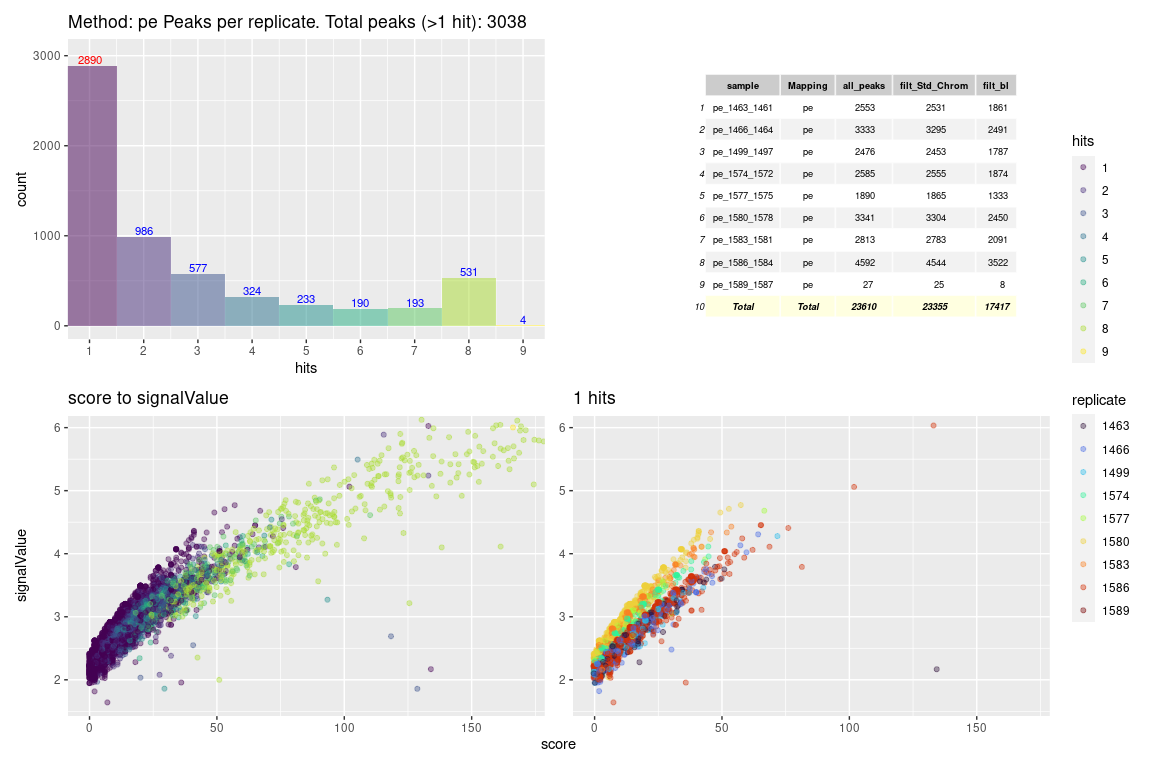 Method: pe Peaks per replicate. Total peaks (>1 hit): 3038
3000
2000
1000
0
count
2890
986
577
324
233
190
193
531
4
1 2 3 4 5 6 7 8 9
hits
sample Mapping all_peaks filt_Std_Chrom filt_bl
1 pe_1463_1461 pe 2553 2531 1861
2 pe_1466_1464 pe 3333 3295 2491
3 pe_1499_1497 pe 2476 2453 1787
4 pe_1574_1572 pe 2585 2555 1874
5 pe_1577_1575 pe 1890 1865 1333
6 pe_1580_1578 pe 3341 3304 2450
7 pe_1583_1581 pe 2813 2783 2091
8 pe_1586_1584 pe 4592 4544 3522
9 pe_1589_1587 pe 27 25 8
10 Total Total 23610 23355 17417
hits
1
2
3
4
5
6
7
8
9
score to signalValue
6
5
4
3
2
signalValue
0 50 100 150
1 hits
6
5
4
3
2
0 50 100 150
score
replicate
1463
1466
1499
1574
1577
1580
1583
1586
1589